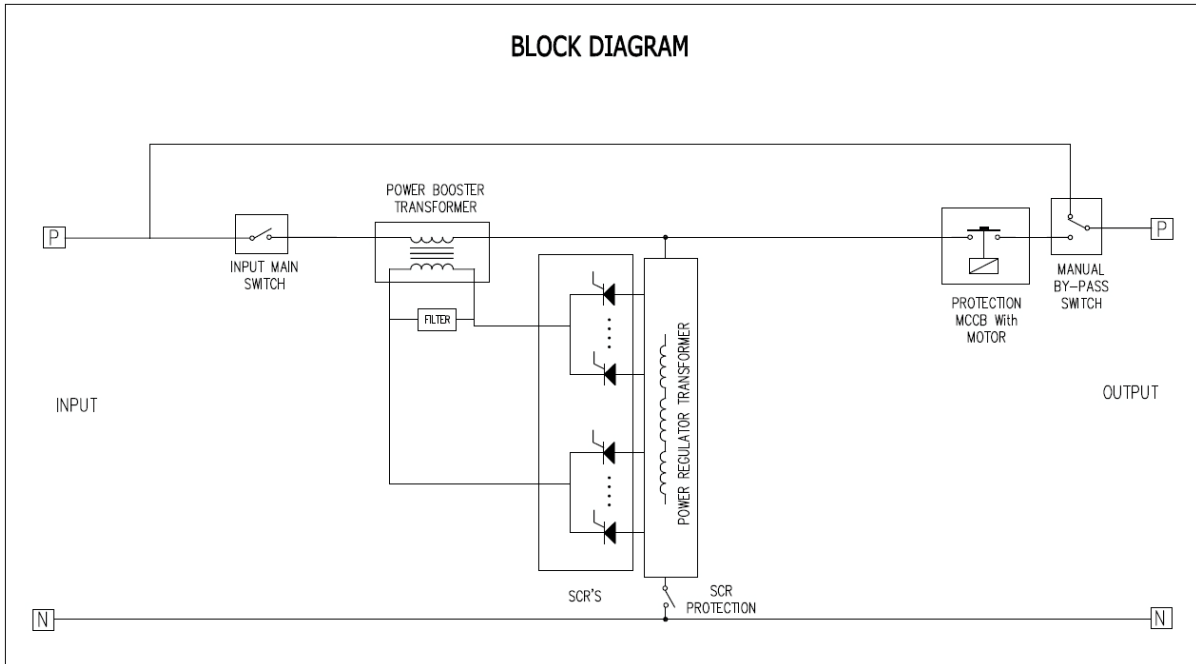 BLOCK DIAGRAM
POWER BOOSTER
TRANSFORMER
P
P
INPUT MAIN
SWITCH
MANUAL
BY-PASS
SWITCH
PROTECTION
MCCB With
MOTOR
FILTER
POWER REGULATOR TRANSFORMER
INPUT
OUTPUT
SCR'S
SCR
PROTECTION
N
N